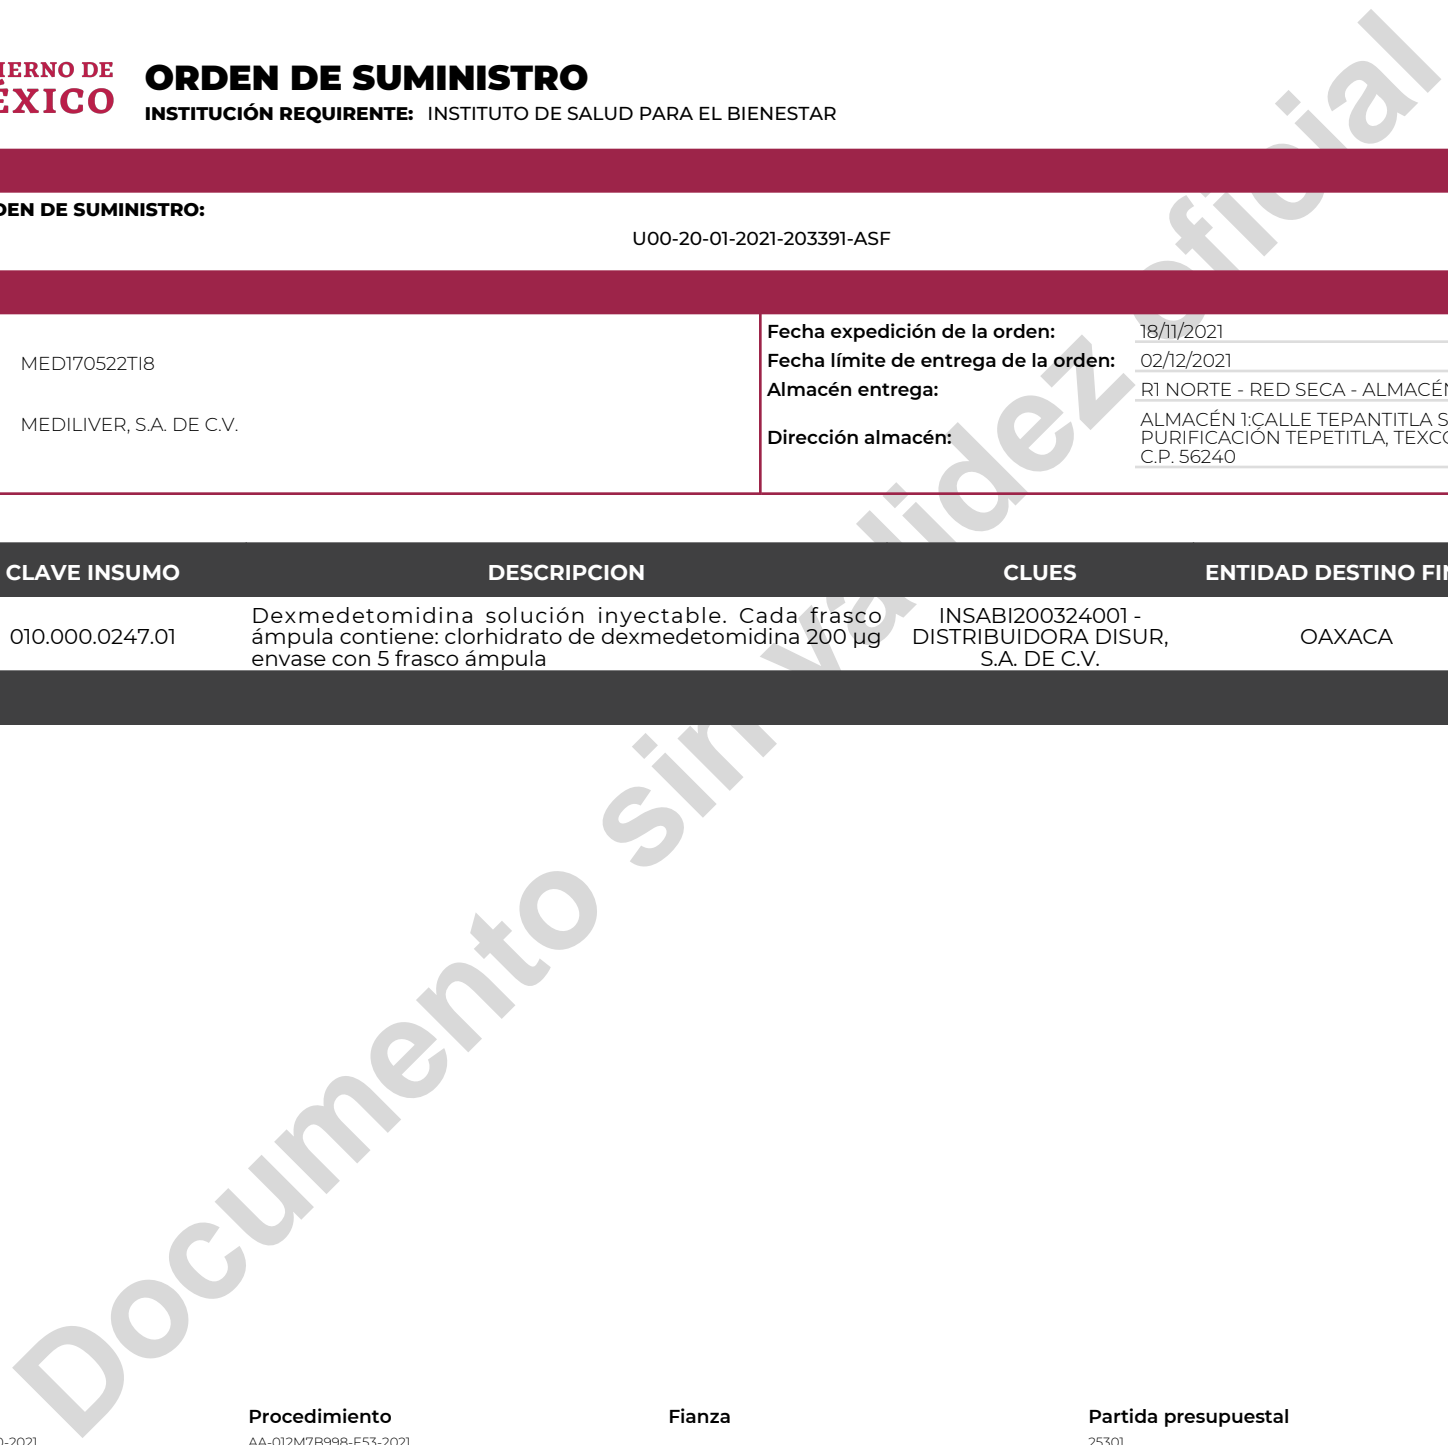 IERNO DE
ÉXICO
ORDEN DE SUMINISTRO
INSTITUCIÓN REQUIRENTE: INSTITUTO DE SALUD PARA EL BIENESTAR
DEN DE SUMINISTRO:
U00-20-01-2021-203391-ASF
MED170522TI8
MEDILIVER, S.A. DE C.V.
Fecha expedición de la orden: 18/11/2021
Fecha límite de entrega de la orden: 02/12/2021
Almacén entrega: R1 NORTE - RED SECA - ALMACÉN
Dirección almacén: ALMACÉN 1:CALLE TEPANTITLA S
PURIFICACIÓN TEPETITLA, TEXCO
C.P. 56240
CLAVE INSUMO DESCRIPCION CLUES ENTIDAD DESTINO FIN
010.000.0247.01
Dexmedetomidina solución inyectable. Cada frasco
ámpula contiene: clorhidrato de dexmedetomidina 200 µg
envase con 5 frasco ámpula
INSABI200324001 -
DISTRIBUIDORA DISUR,
S.A. DE C.V.
OAXACA
Documento sin validez oficial
Procedimiento Fianza Partida presupuestal
0-2021 AA-012M7B998-E53-2021 25301